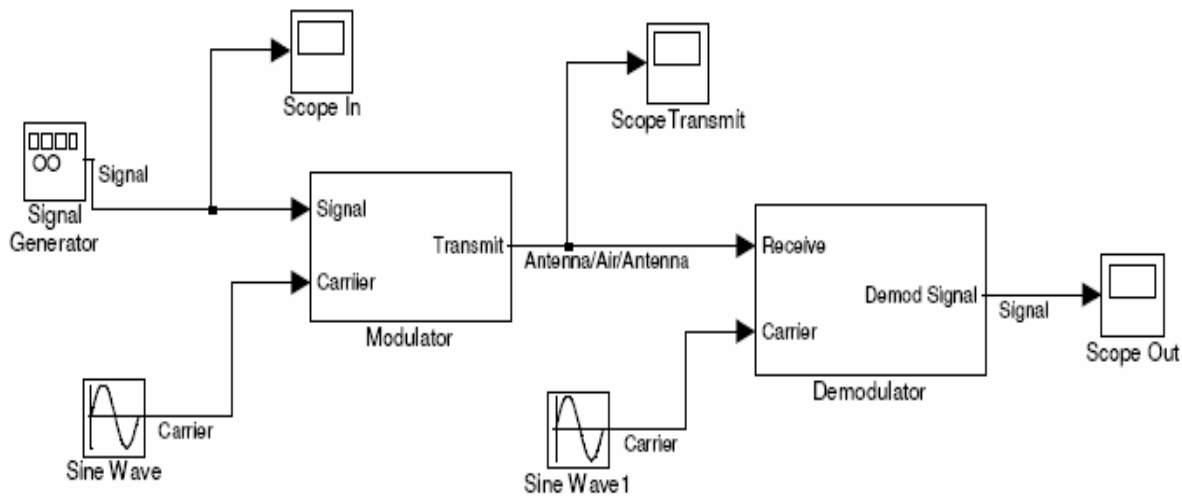 Scope In
ScopeTransmit
Signal
Signal
Generator
Signal
Transmit
Carriier
Modulator
Antenna/Air/Antenna
Receive
Demod Signal
Carrier
Demodulator
Signal
Scope Out
Carrier
Sine Wave
Carrier
Sine Wave1